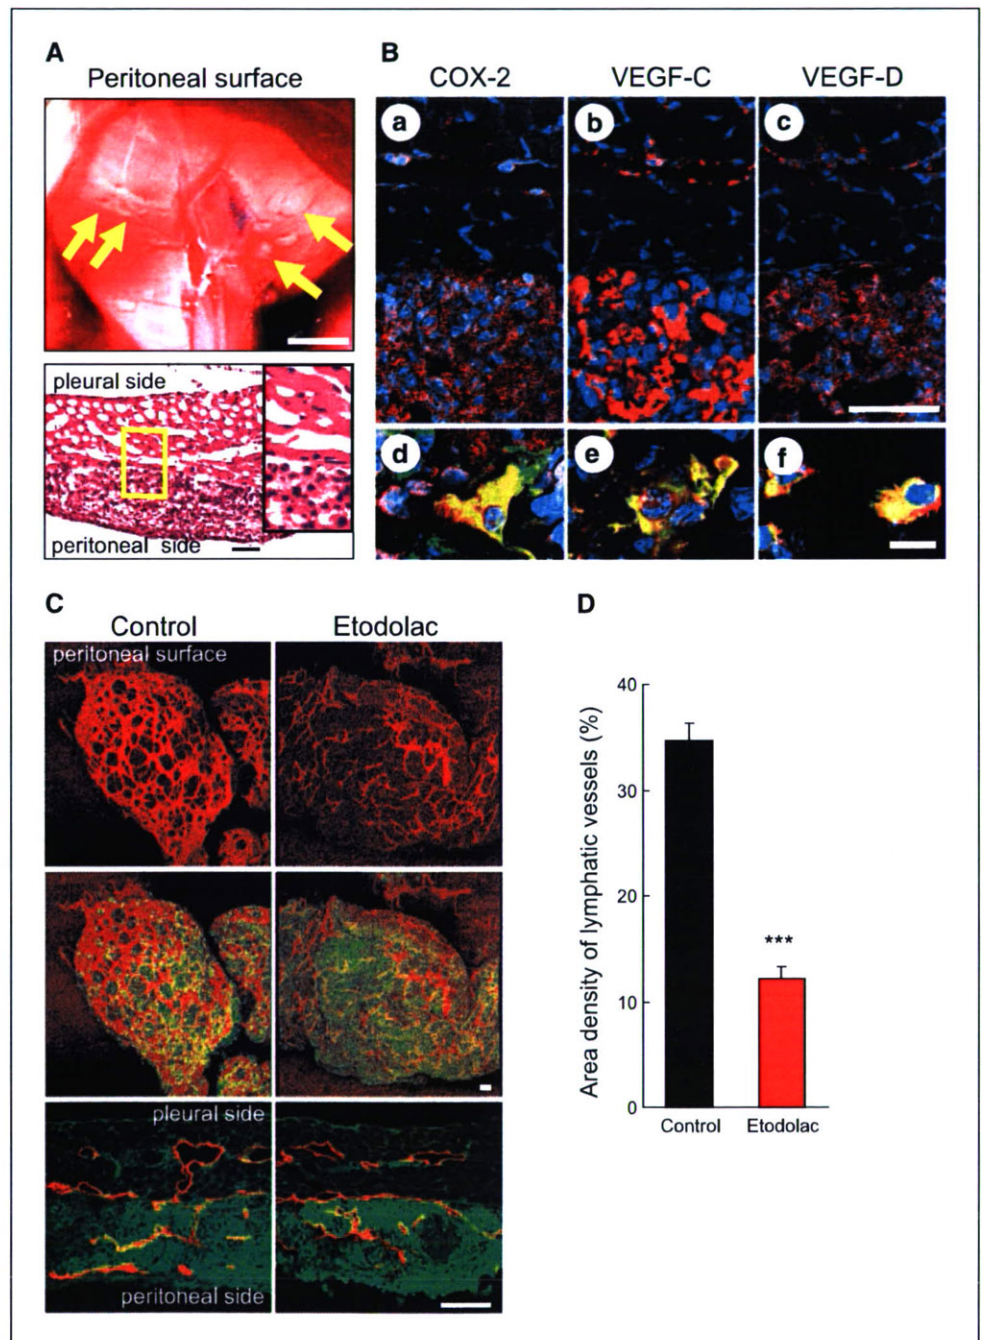 A
Peritoneal surface
pleural side
peritoneal side
B
COX-2 VEGF-C VEGF-D
a b c
d e f
C
Control Etodolac
peritoneal surface
pleural side
peritoneal side
D
Area density of lymphatic vessels (%)
40
30
20
10
0
***
Control Etodolac